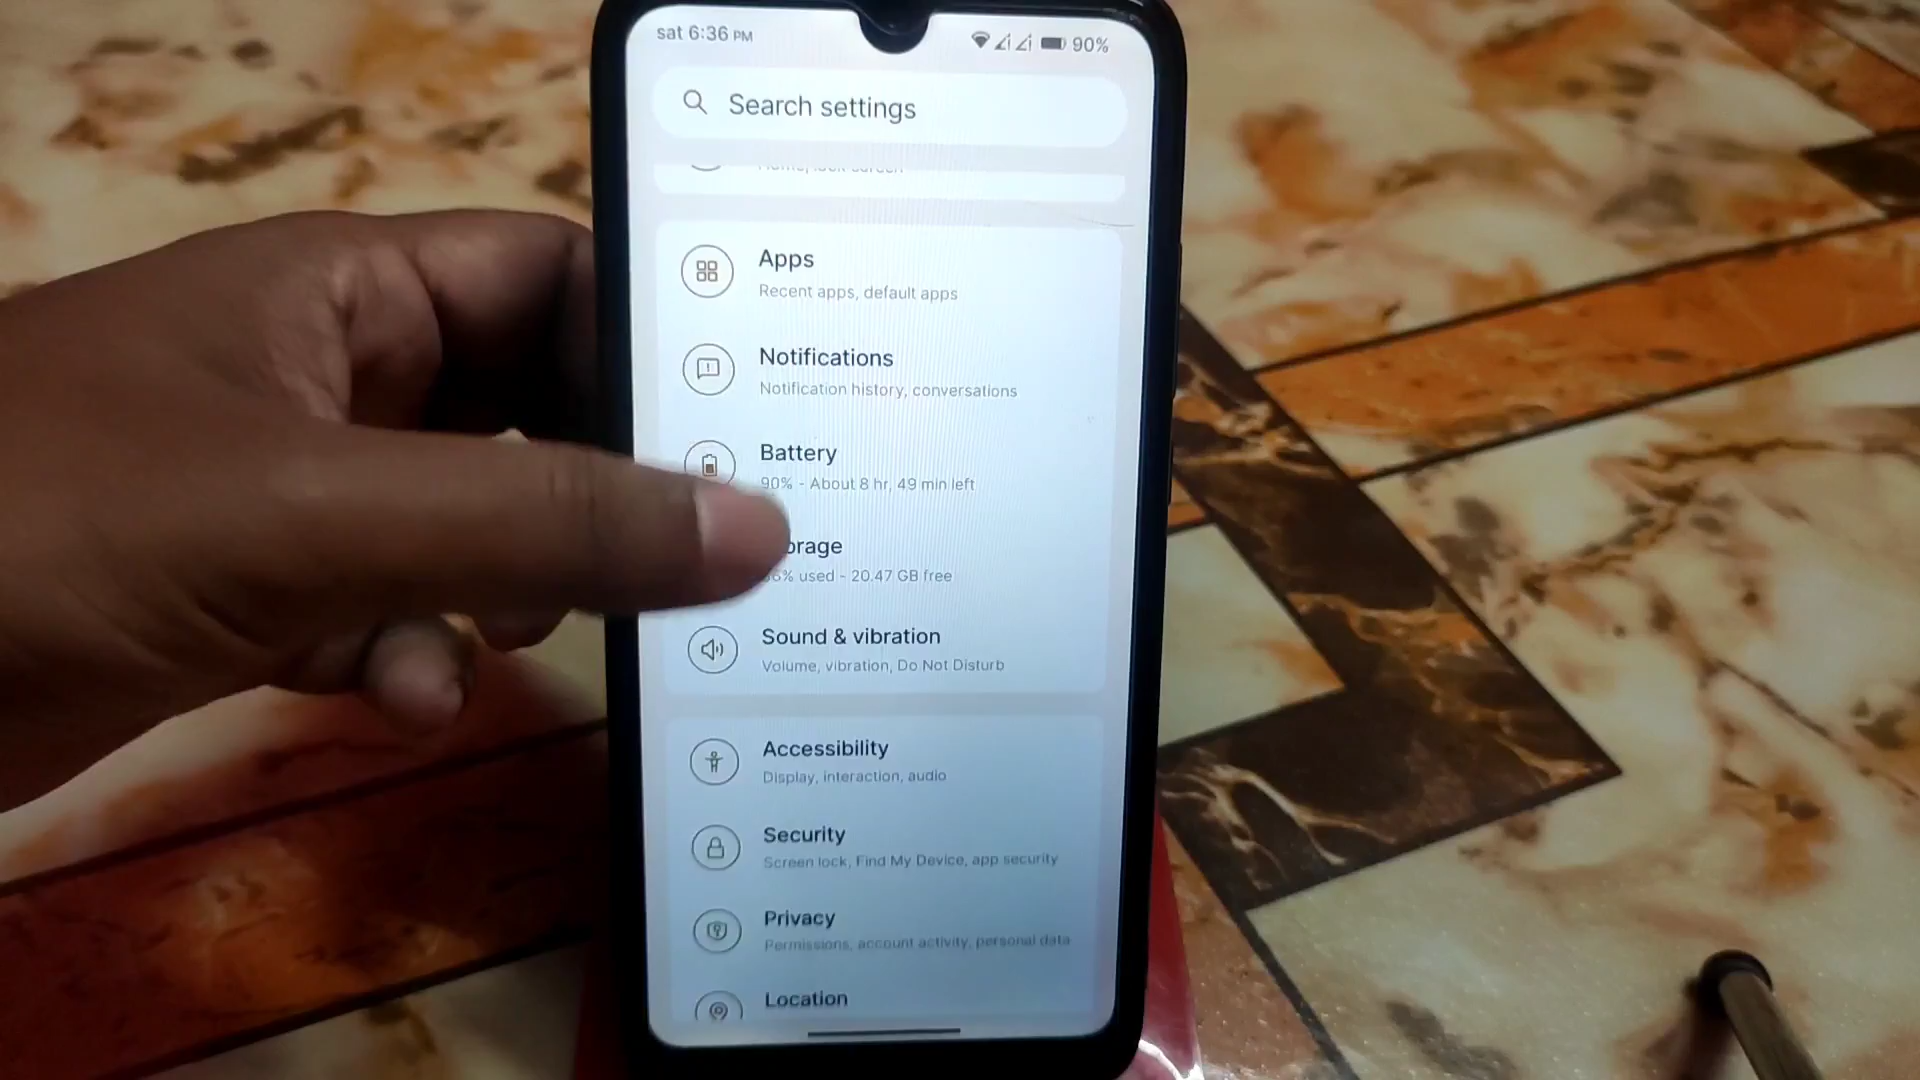 sat 6:36 PM
90%
Search settings
Apps
Recent apps, default apps
Notifications
Notification history, conversations
Battery
90% - About 8 hr, 49 min left
orage
6% used - 20.47 GB free
Sound & vibration
Volume, vibration, Do Not Disturb
Accessibility
Display, interaction, audio
Security
Screen lock, Find My Device, app security
Privacy
Permissions, account activity, personal data
Location